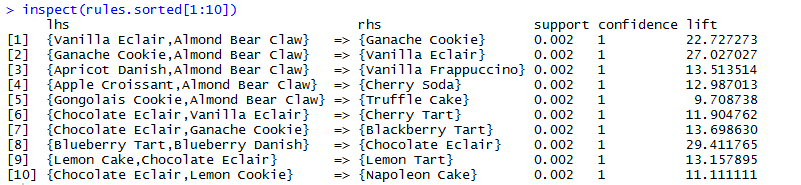 > inspect(rules.sorted[1:10])
lhs rhs support confidence lift
[1] {Vanilla Eclair,Almond Bear Claw} => {Ganache Cookie} 0.002 1 22.727273
[2] {Ganache Cookie,Almond Bear Claw} => {Vanilla Eclair} 0.002 1 27.027027
[3] {Apricot Danish,Almond Bear Claw} => {Vanilla Frappuccino} 0.002 1 13.513514
[4] {Apple Croissant,Almond Bear Claw} => {Cherry Soda} 0.002 1 12.987013
[5] {Gongolais Cookie,Almond Bear Claw} => {Truffle Cake} 0.002 1 9.708738
[6] {Chocolate Eclair,Vanilla Eclair} => {Cherry Tart} 0.002 1 11.904762
[7] {Chocolate Eclair,Ganache Cookie} => {Blackberry Tart} 0.002 1 13.698630
[8] {Blueberry Tart,Blueberry Danish} => {Chocolate Eclair} 0.002 1 29.411765
[9] {Lemon Cake,Chocolate Eclair} => {Lemon Tart} 0.002 1 13.157895
[10] {Chocolate Eclair,Lemon Cookie} => {Napoleon Cake} 0.002 1 11.111111